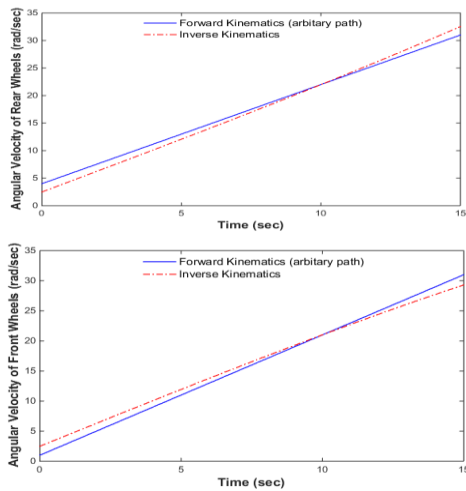 35
Forward Kinematics (arbitary path)
30
Inverse Kinematics
25
20
15
10
5
0
0 5 10 15
Time (sec)
Angular Velocity of Rear Wheels (rad/sec)
35
Forward Kinematics (arbitary path)
30
Inverse Kinematics
25
20
15
10
5
0
0 5 10 15
Time (sec)
Angular Velocity of Front Wheels (rad/sec)